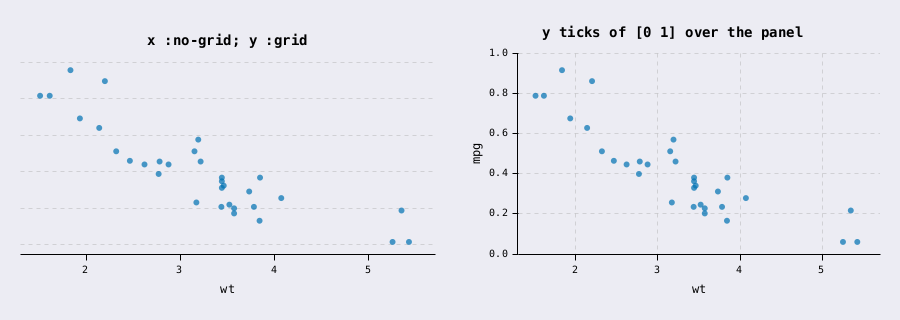 x :no-grid; y :grid
2 3 4 5
wt
y ticks of [0 1] over the panel
1.0
0.8
0.6
0.4
0.2
0.0
mpg
2 3 4 5
wt